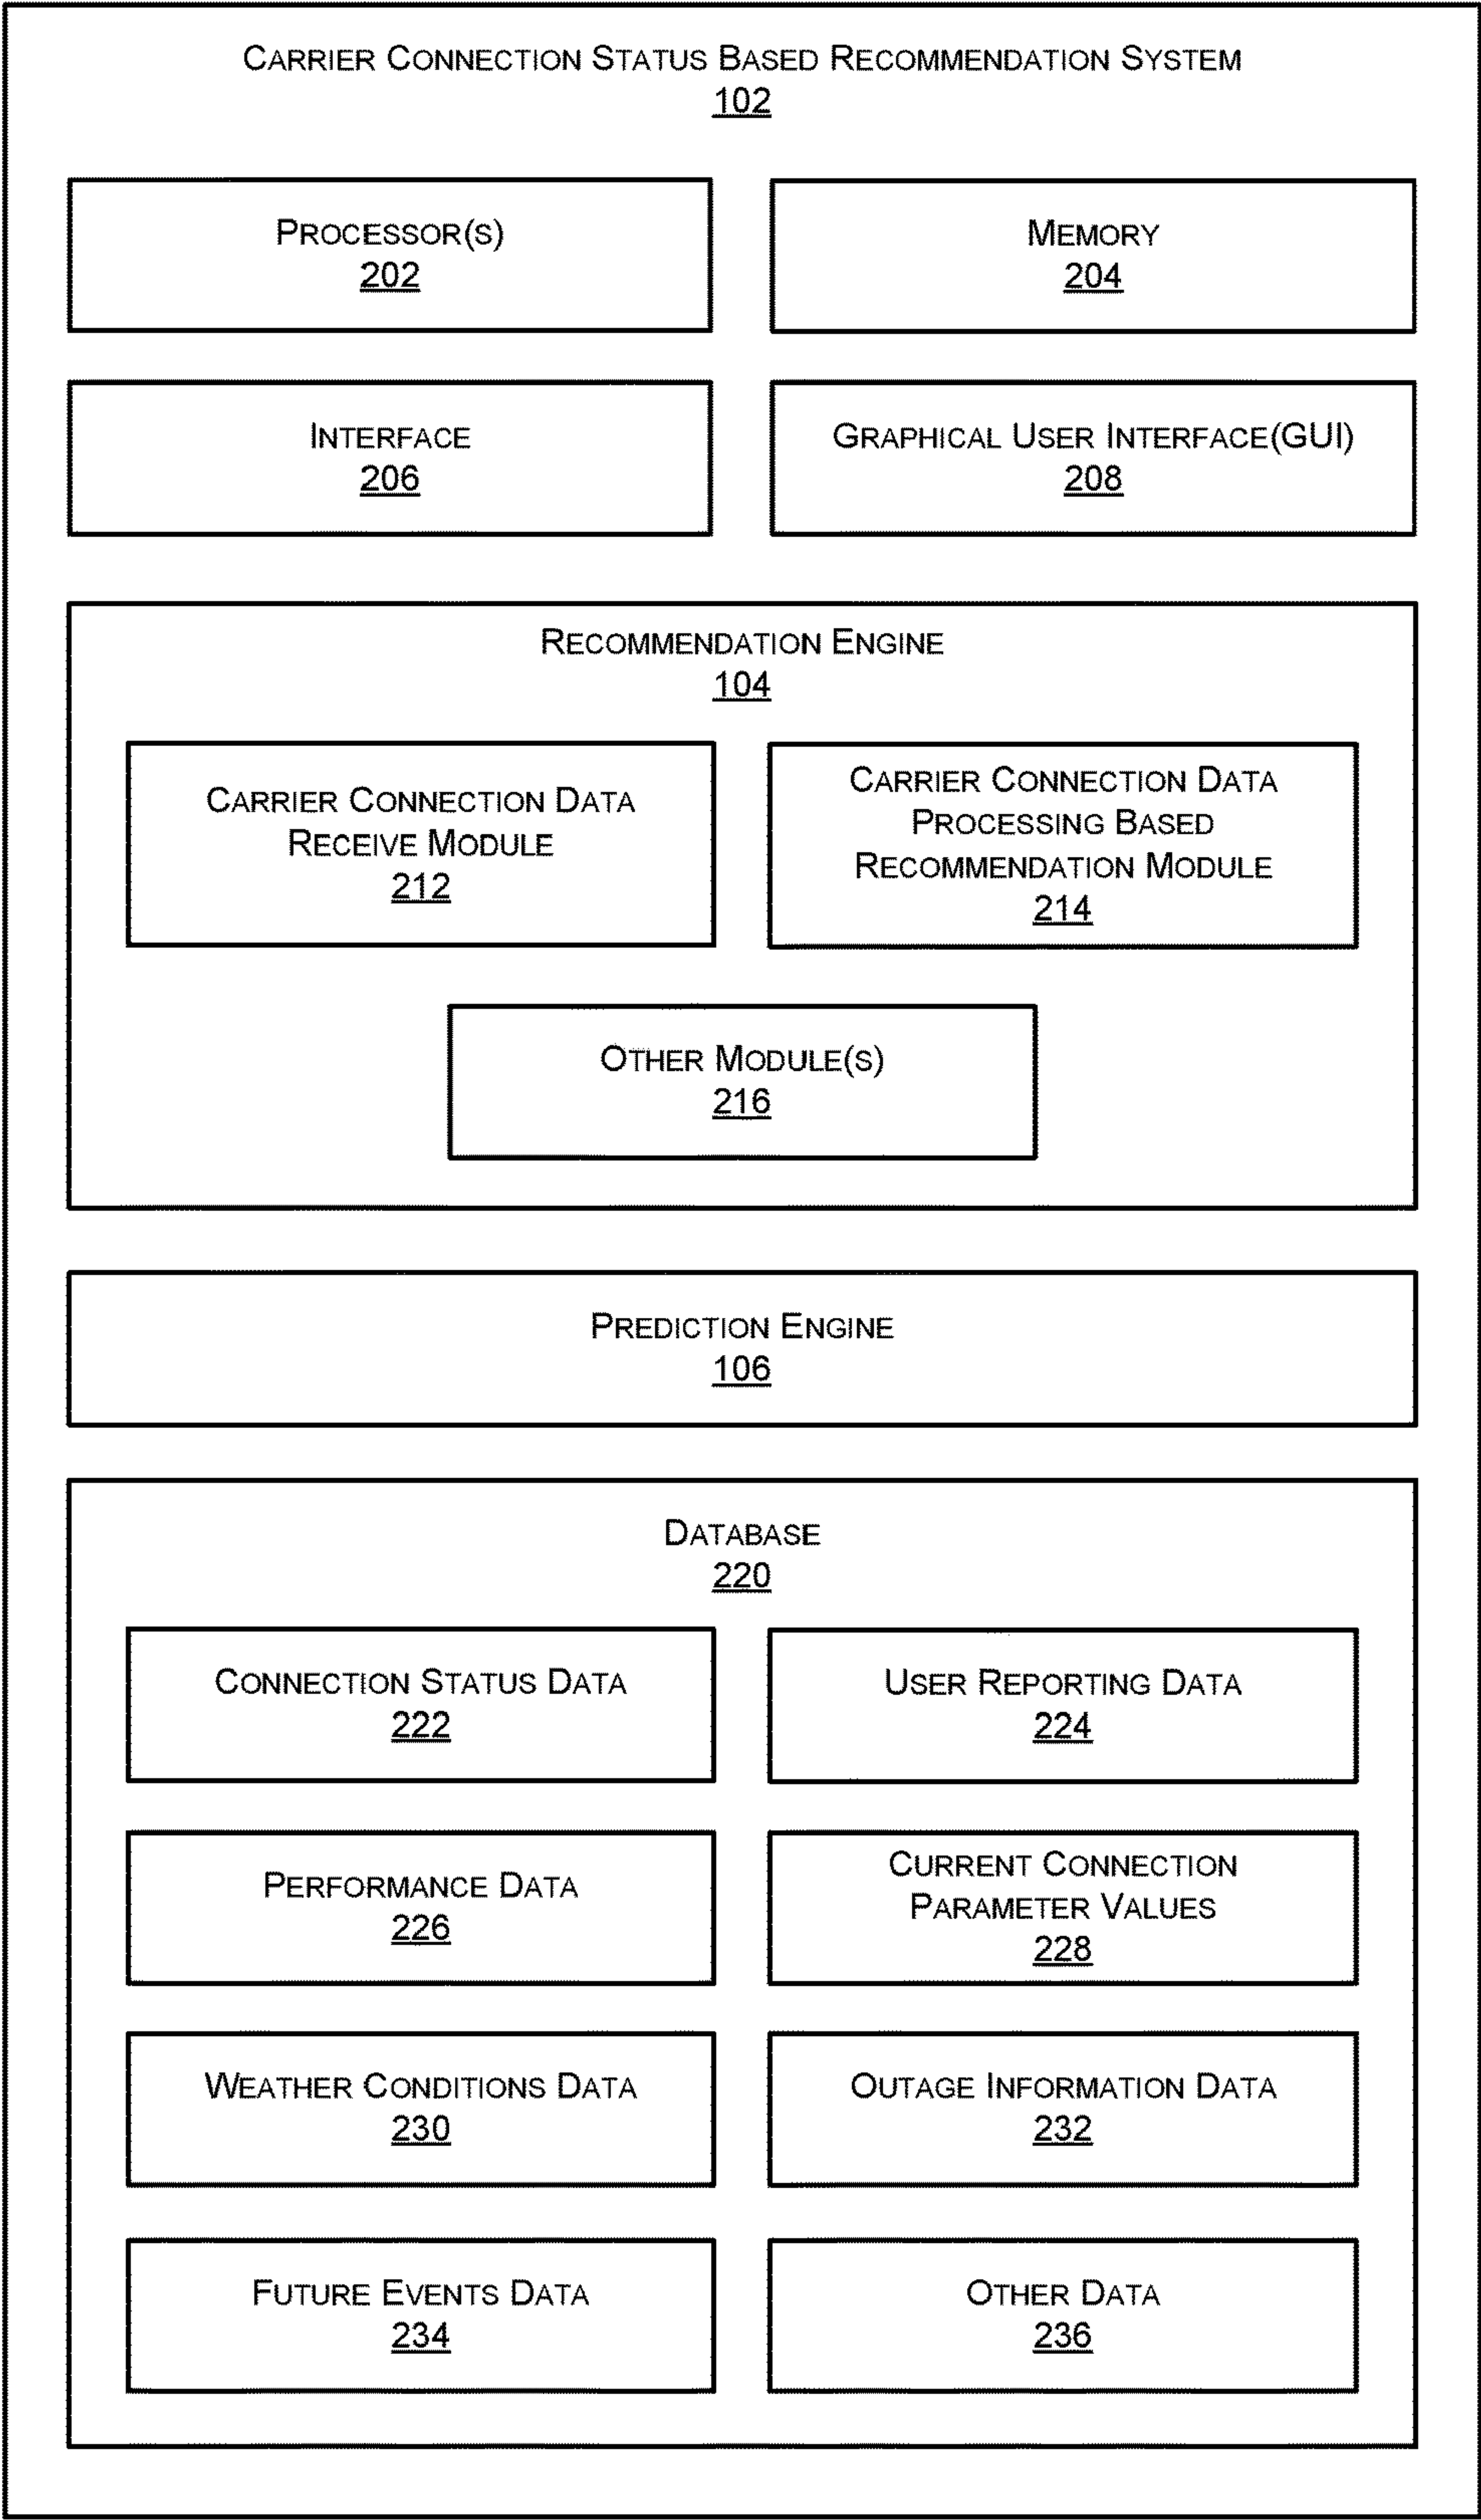 CARRIER CONNECTION STATUS BASED RECOMMENDATION SYSTEM
102
PROCESSOR(S)
202
MEMORY
204
INTERFACE
206
GRAPHICAL USER INTERFACE(GUI)
208
RECOMMENDATION ENGINE
104
CARRIER CONNECTION DATA
RECEIVE MODULE
212
CARRIER CONNECTION DATA
PROCESSING BASED
RECOMMENDATION MODULE
214
OTHER MODULE(S)
216
PREDICTION ENGINE
106
DATABASE
220
CONNECTION STATUS DATA
222
USER REPORTING DATA
224
PERFORMANCE DATA
226
CURRENT CONNECTION
PARAMETER VALUES
228
WEATHER CONDITIONS DATA
230
OUTAGE INFORMATION DATA
232
FUTURE EVENTS DATA
234
OTHER DATA
236